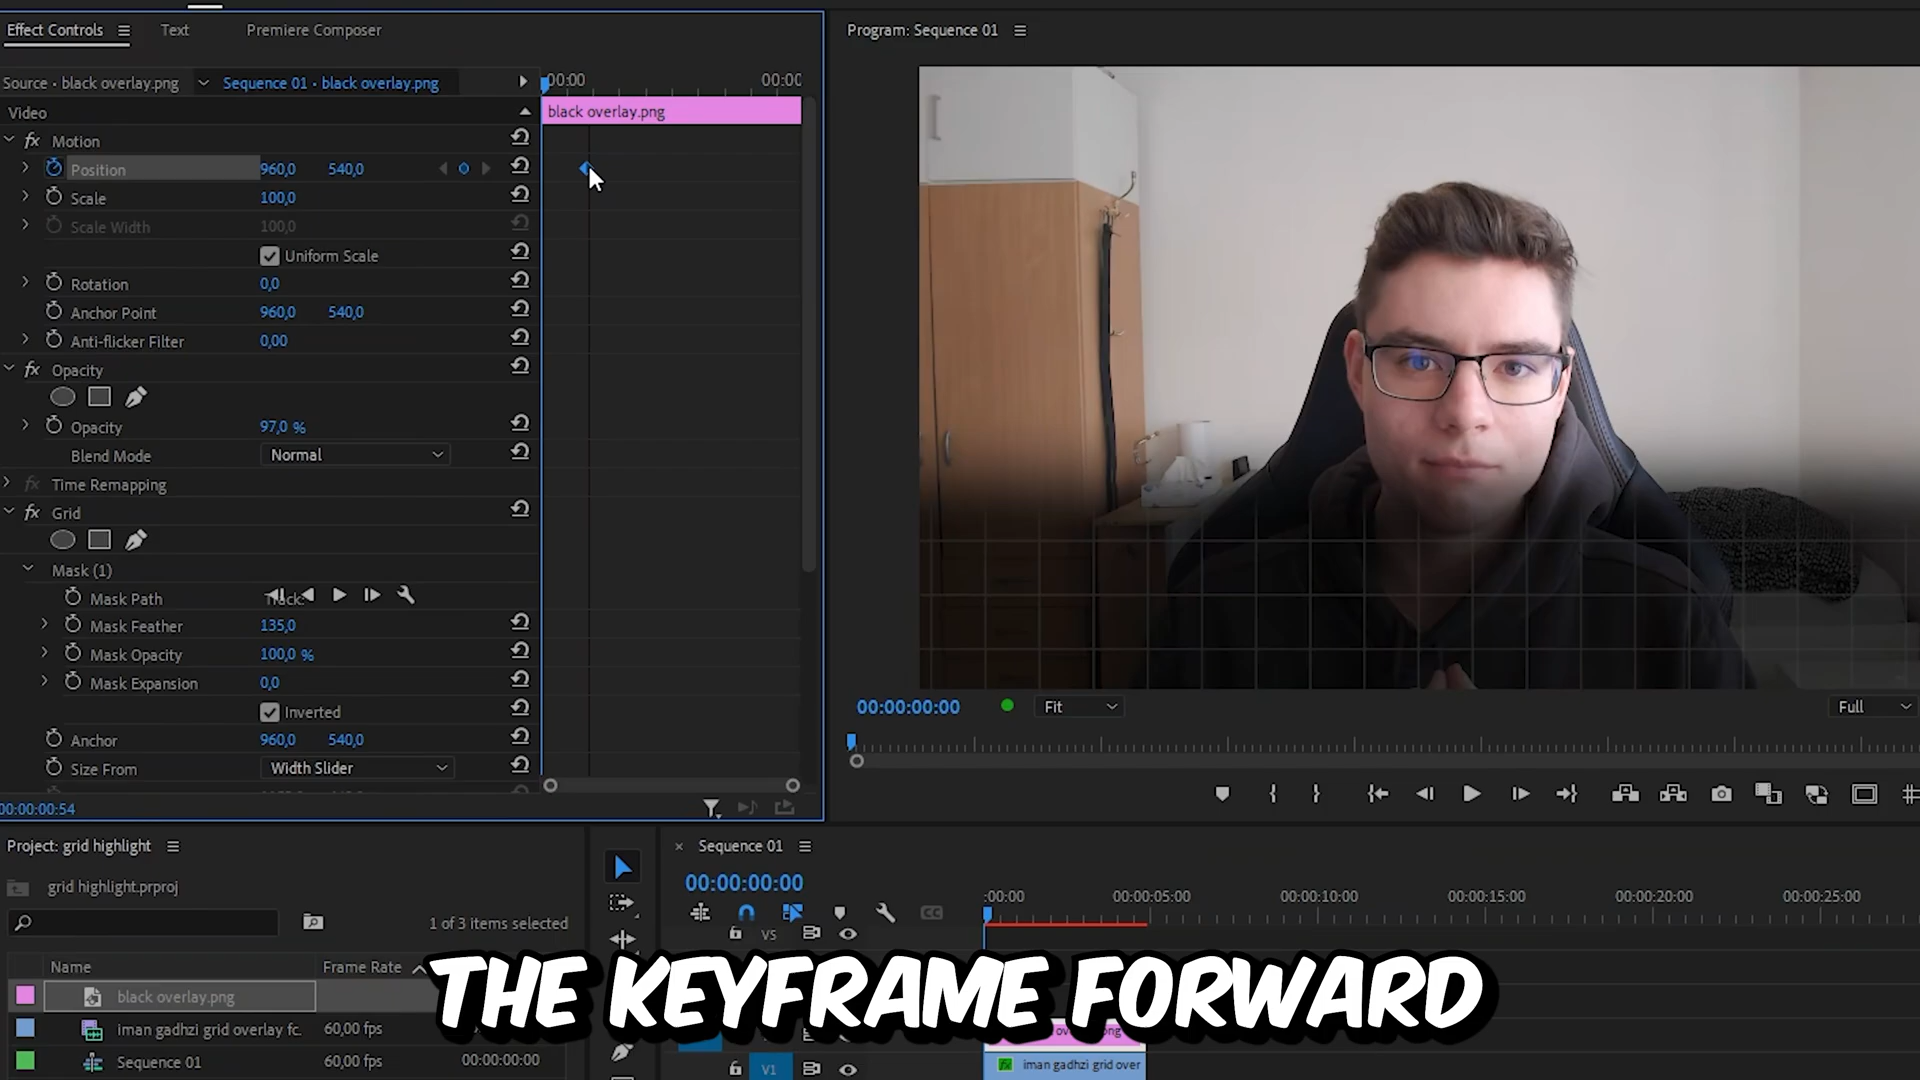 Effect Controls
Text
Premiere Composer
Source · black overlay.png
Sequence 01 · black overlay.png
:00:00
00:00
Video
black overlay.png
fx Motion
Position 960,0 540,0
Scale 100,0
Scale Width 100,0
Uniform Scale
Rotation 0,0
Anchor Point 960,0 540,0
Anti-flicker Filter 0,00
fx Opacity
Opacity 97,0 %
Blend Mode Normal
fx Time Remapping
fx Grid
Mask (1)
Mask Path Track:
Mask Feather 135,0
Mask Opacity 100,0 %
Mask Expansion 0,0
Inverted
Anchor 960,0 540,0
Size From Width Slider
00:00:00:54
Program: Sequence 01
00:00:00:00
Fit
Full
Project: grid highlight
grid highlight.prproj
1 of 3 items selected
Name Frame Rate
black overlay.png
iman gadhzi grid overlay fc. 60,00 fps
Sequence 01 60,00 fps 00:00:00:00
Sequence 01
00:00:00:00
:00:00 00:00:05:00 00:00:10:00 00:00:15:00 00:00:20:00 00:00:25:00
CC
V5
V1
iman gadhzi grid over
THE KEYFRAME FORWARD